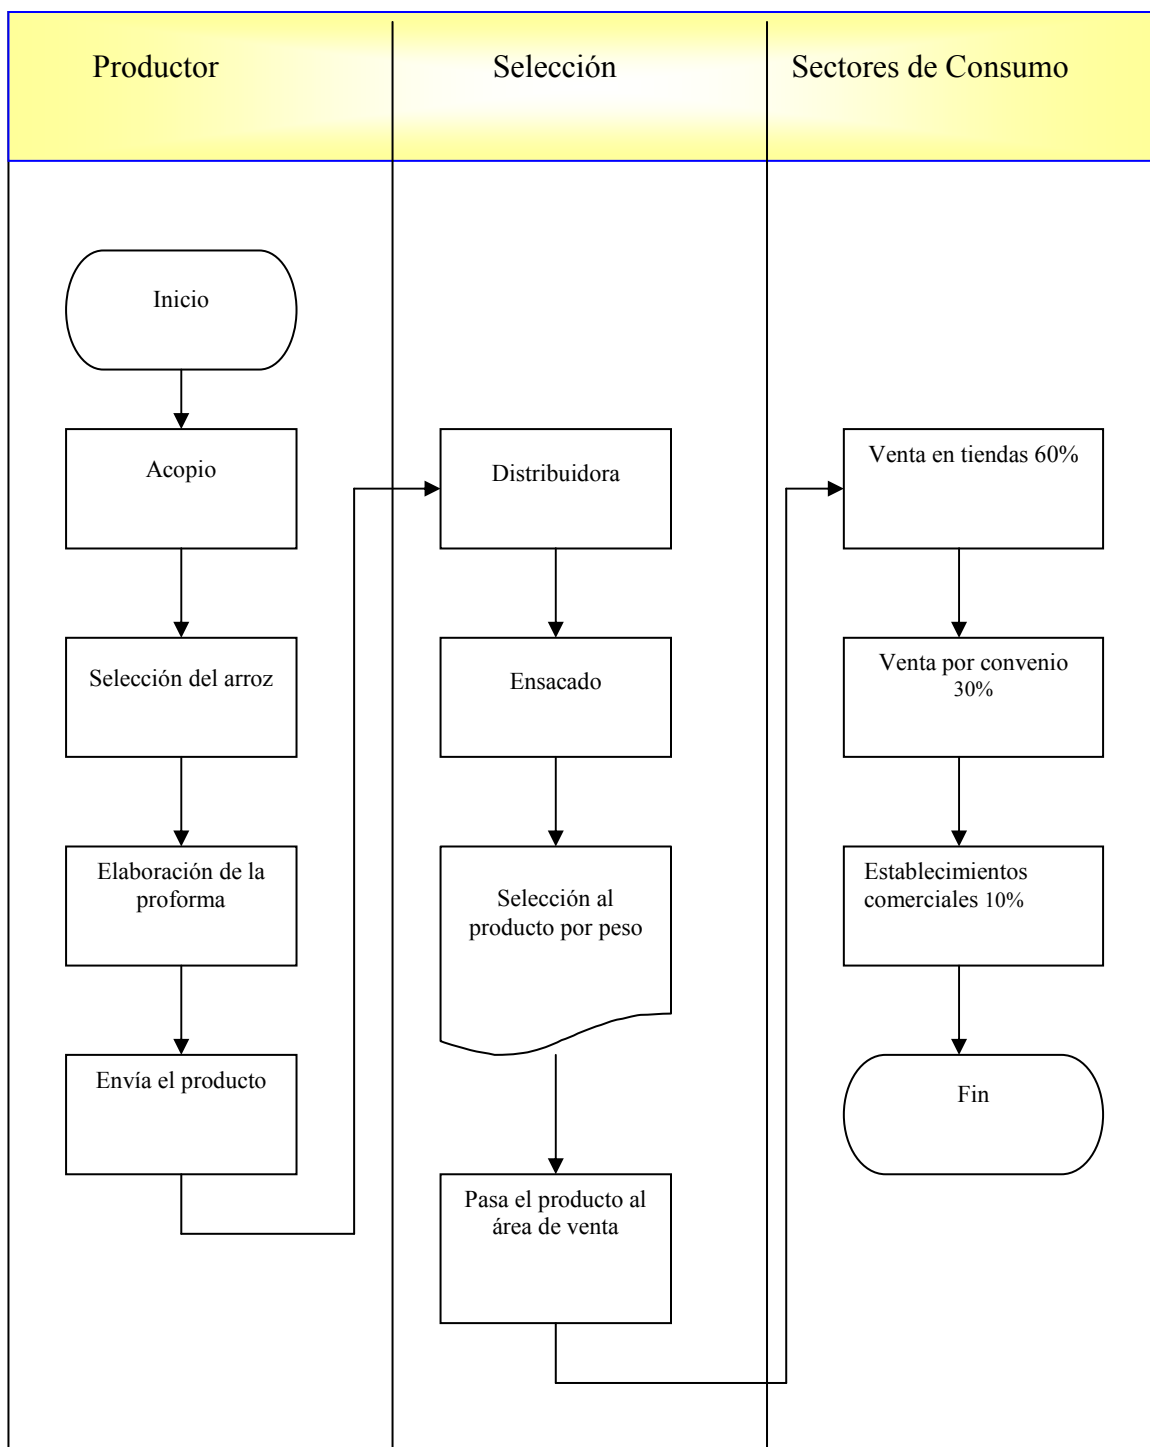 Productor
Selección
Sectores de Consumo
Inicio
Acopio
Selección del arroz
Elaboración de la
proforma
Envía el producto
Distribuidora
Ensacado
Selección al
producto por peso
Pasa el producto al
área de venta
Venta en tiendas 60%
Venta por convenio
30%
Establecimientos
comerciales 10%
Fin